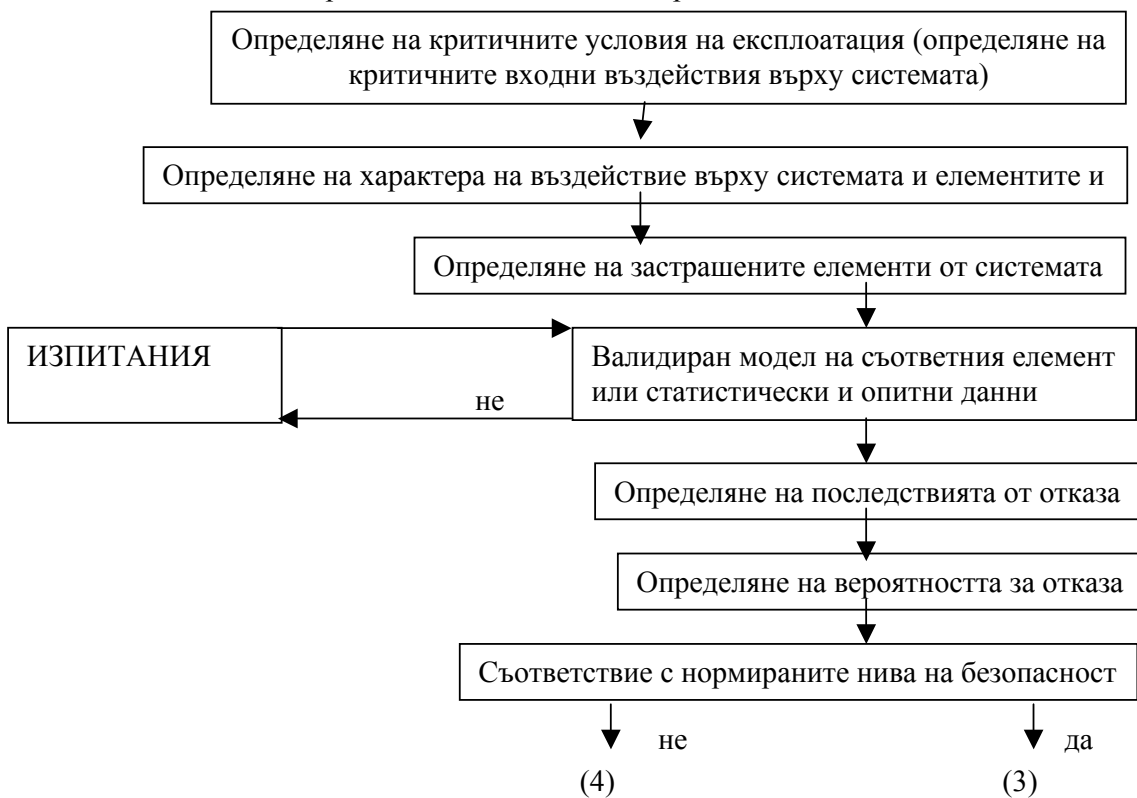 Определяне на критичните условия на експлоатация (определяне на
критичните входни въздействия върху системата)
Определяне на характера на въздействие върху системата и елементите и
Определяне на застрашените елементи от системата
ИЗПИТАНИЯ
Валидиран модел на съответния елемент
или статистически и опитни данни
не
Определяне на последствията от отказа
Определяне на вероятността за отказа
Съответствие с нормираните нива на безопасност
не
да
(4)
(3)